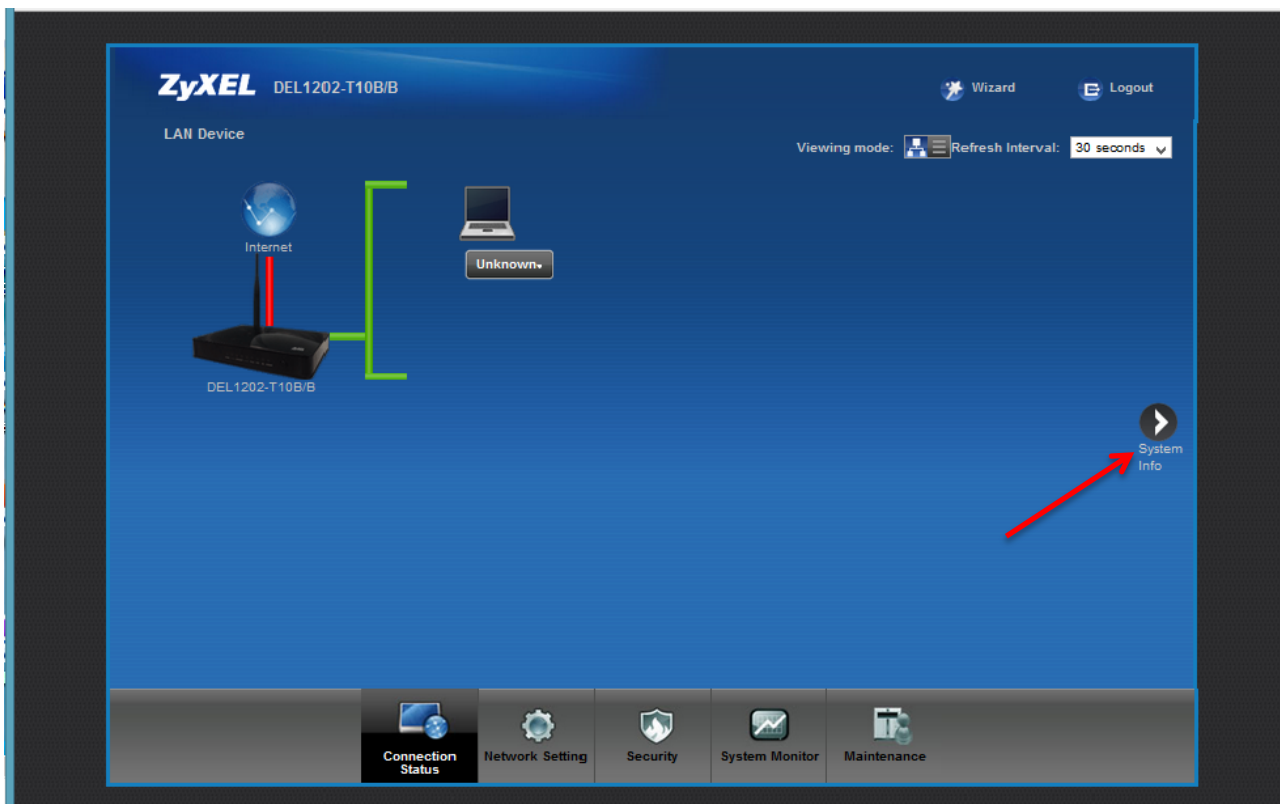 ZyXEL DEL1202-T10B/B
Wizard
Logout
LAN Device
Viewing mode:
Refresh Interval:
30 seconds
Internet
Unknown
DEL1202-T10B/B
System
Info
Connection
Status
Network Setting
Security
System Monitor
Maintenance